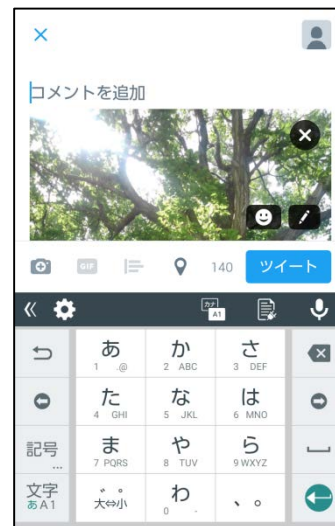 コメントを追加
GIF
140
ツイート
カナ
A1
あ
1 .@
か
2 ABC
さ
3 DEF
た
4 GHI
な
5 JKL
は
6 MNO
記号
...
ま
7 PQRS
や
8 TUV
ら
9 WXYZ
文字
あA1
゛゜
大⇔小
わ
0
、。